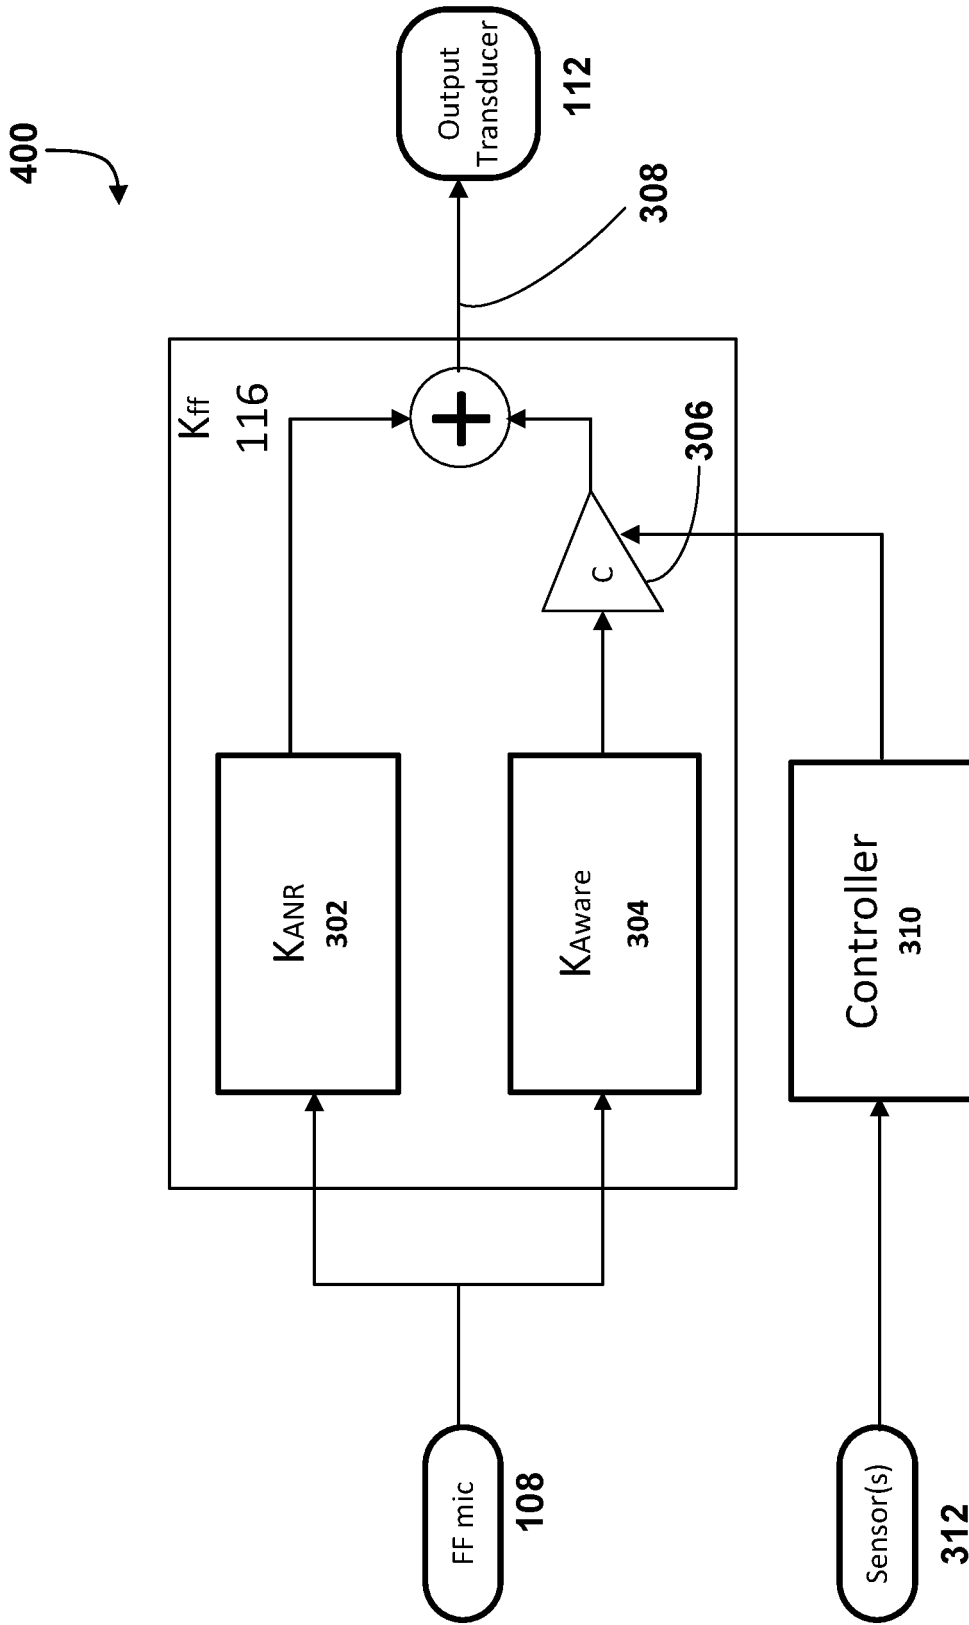 400
Output
Transducer
112
308
Kff
116
306
C
KANR
302
KAware
304
Controller
310
FF mic
108
Sensor(s)
312